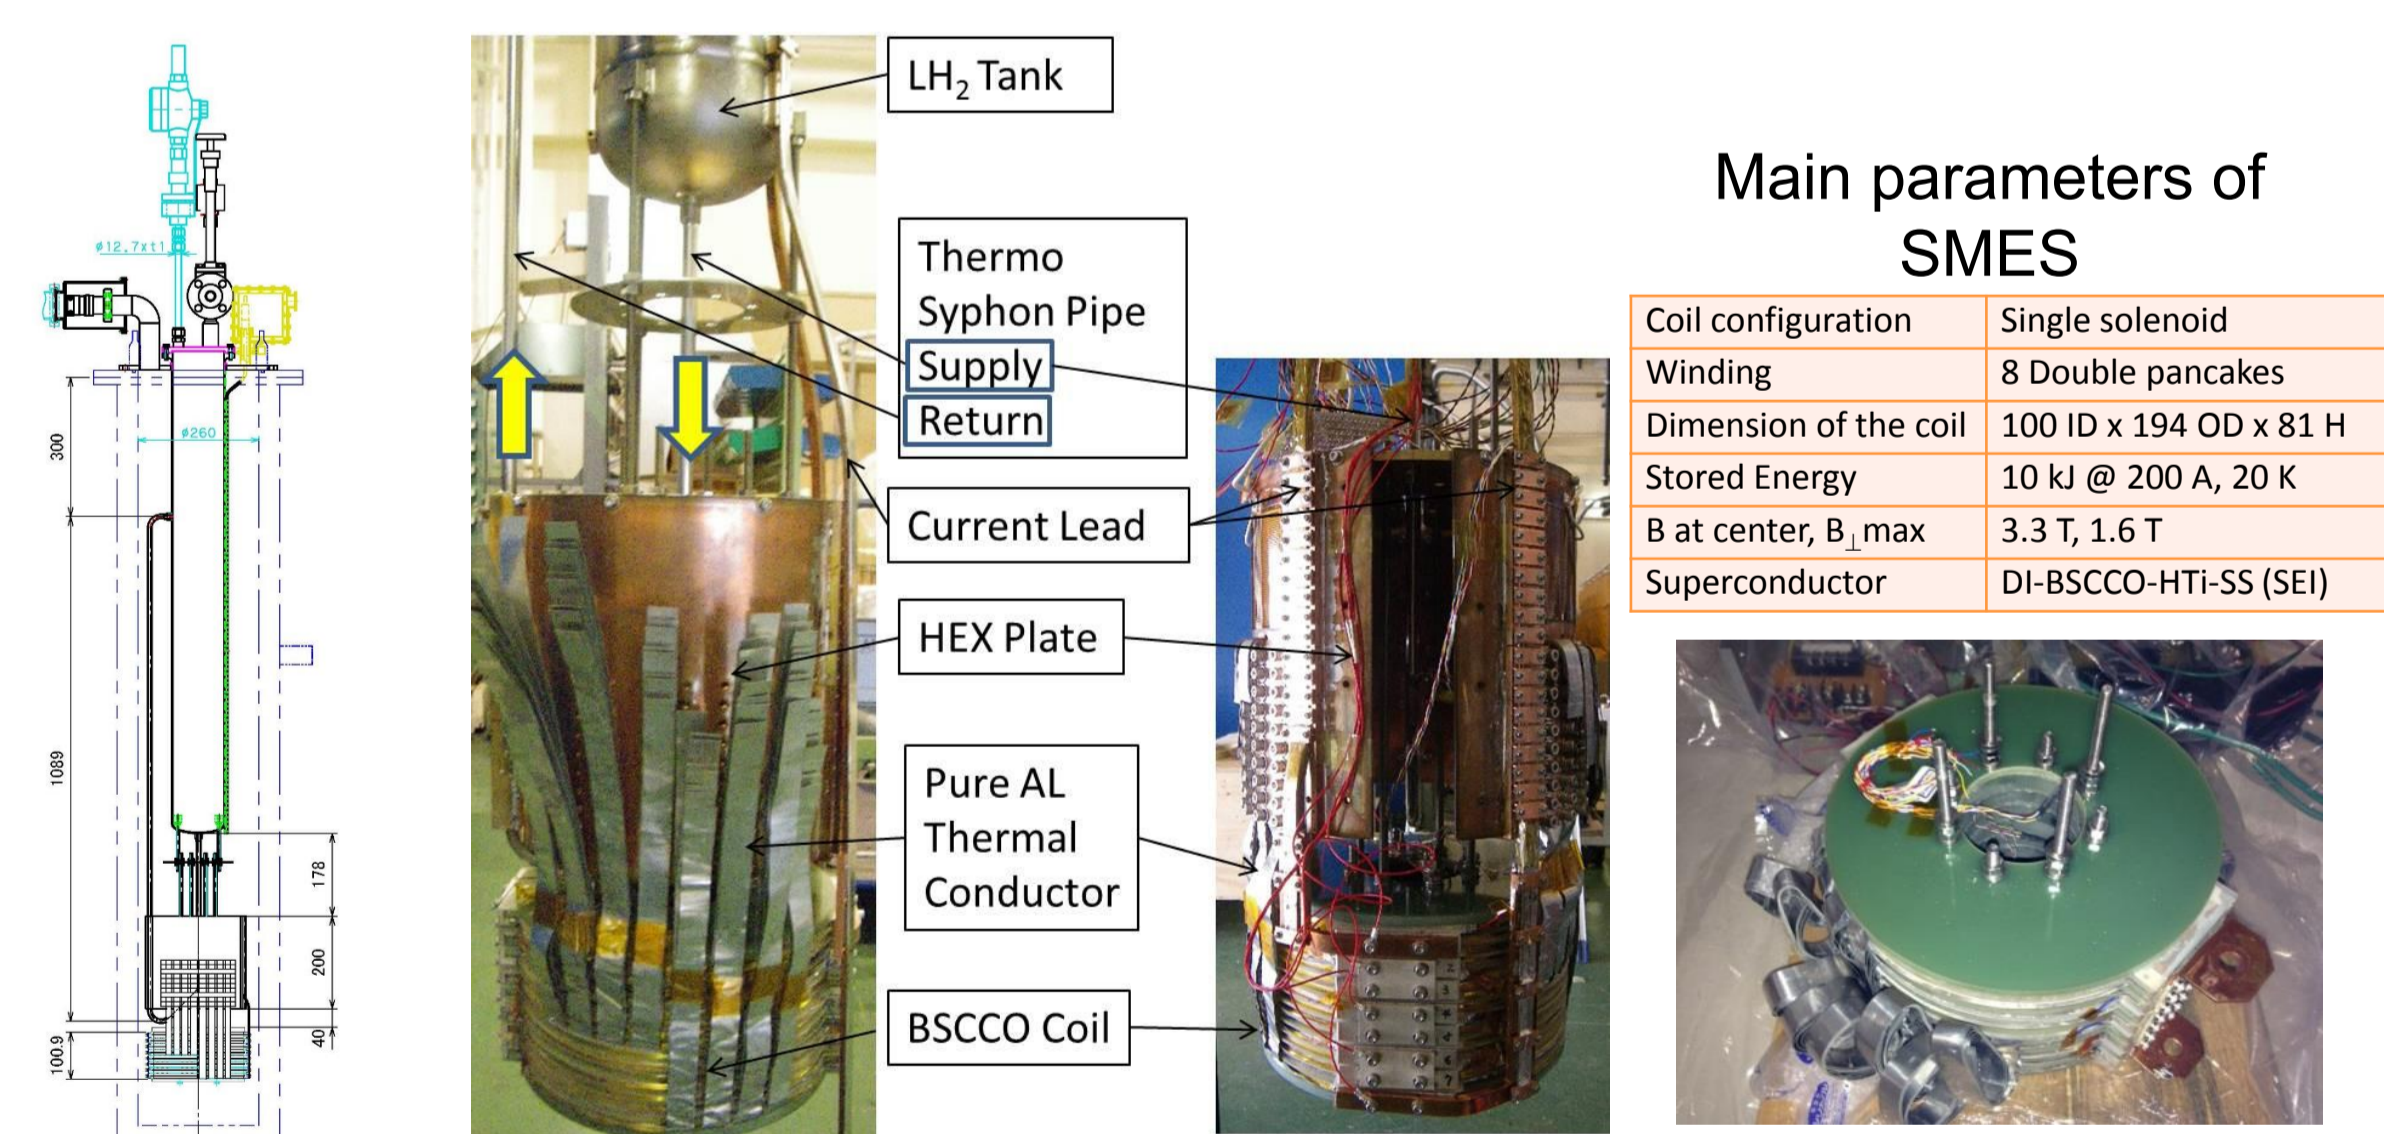 ø12.7xt1
300
ø260
1089
178
200
40
100.9
LH₂ Tank
Thermo
Syphon Pipe
Supply
Return
Current Lead
HEX Plate
Pure AL
Thermal
Conductor
BSCCO Coil
Main parameters of
SMES
Coil configuration Single solenoid
Winding 8 Double pancakes
Dimension of the coil 100 ID x 194 OD x 81 H
Stored Energy 10 kJ @ 200 A, 20 K
B at center, B⊥max 3.3 T, 1.6 T
Superconductor DI-BSCCO-HTi-SS (SEI)